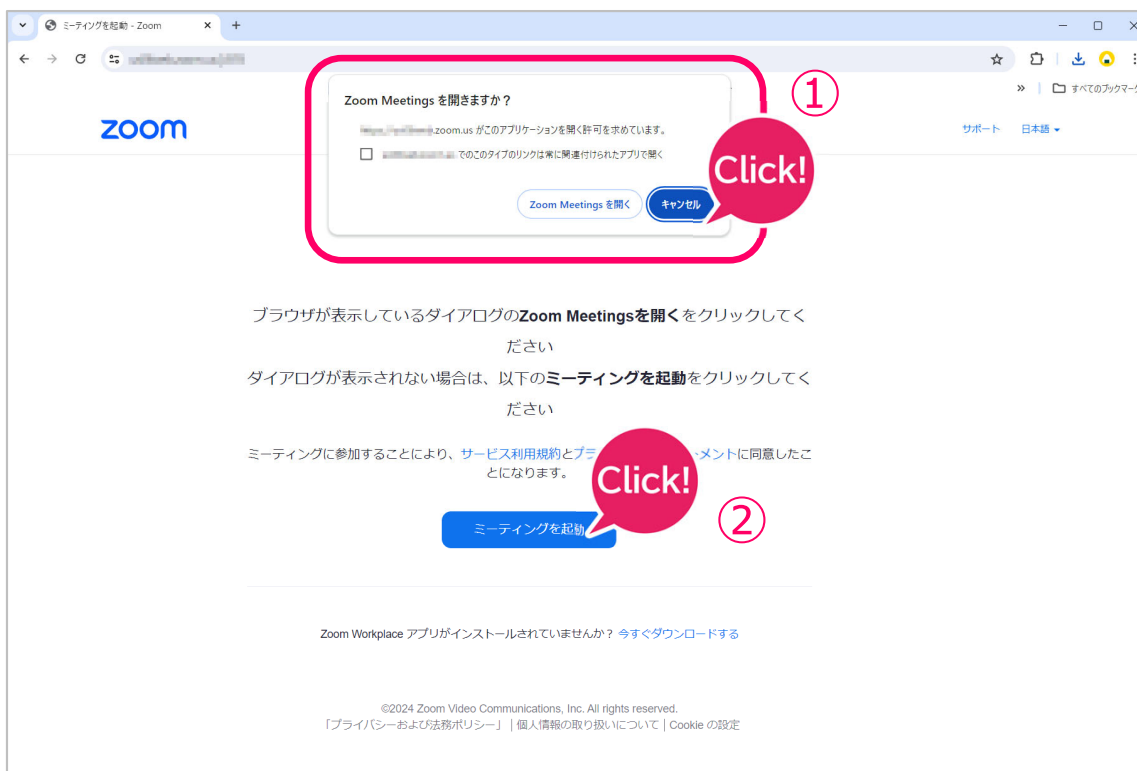 ミーティングを起動 - Zoom
すべてのブックマーク
①
Zoom Meetings を開きますか？
.zoom.us がこのアプリケーションを開く許可を求めています。
でのこのタイプのリンクは常に関連付けられたアプリで開く
Zoom Meetings を開く
キャンセル
Click!
zoom
サポート
日本語
ブラウザが表示しているダイアログのZoom Meetingsを開くをクリックしてく
ださい
ダイアログが表示されない場合は、以下のミーティングを起動をクリックしてく
ださい
ミーティングに参加することにより、サービス利用規約とプラ メントに同意したこ
とになります。
Click!
②
ミーティングを起動
Zoom Workplace アプリがインストールされていませんか？ 今すぐダウンロードする
©2024 Zoom Video Communications, Inc. All rights reserved.
「プライバシーおよび法務ポリシー」 | 個人情報の取り扱いについて | Cookie の設定